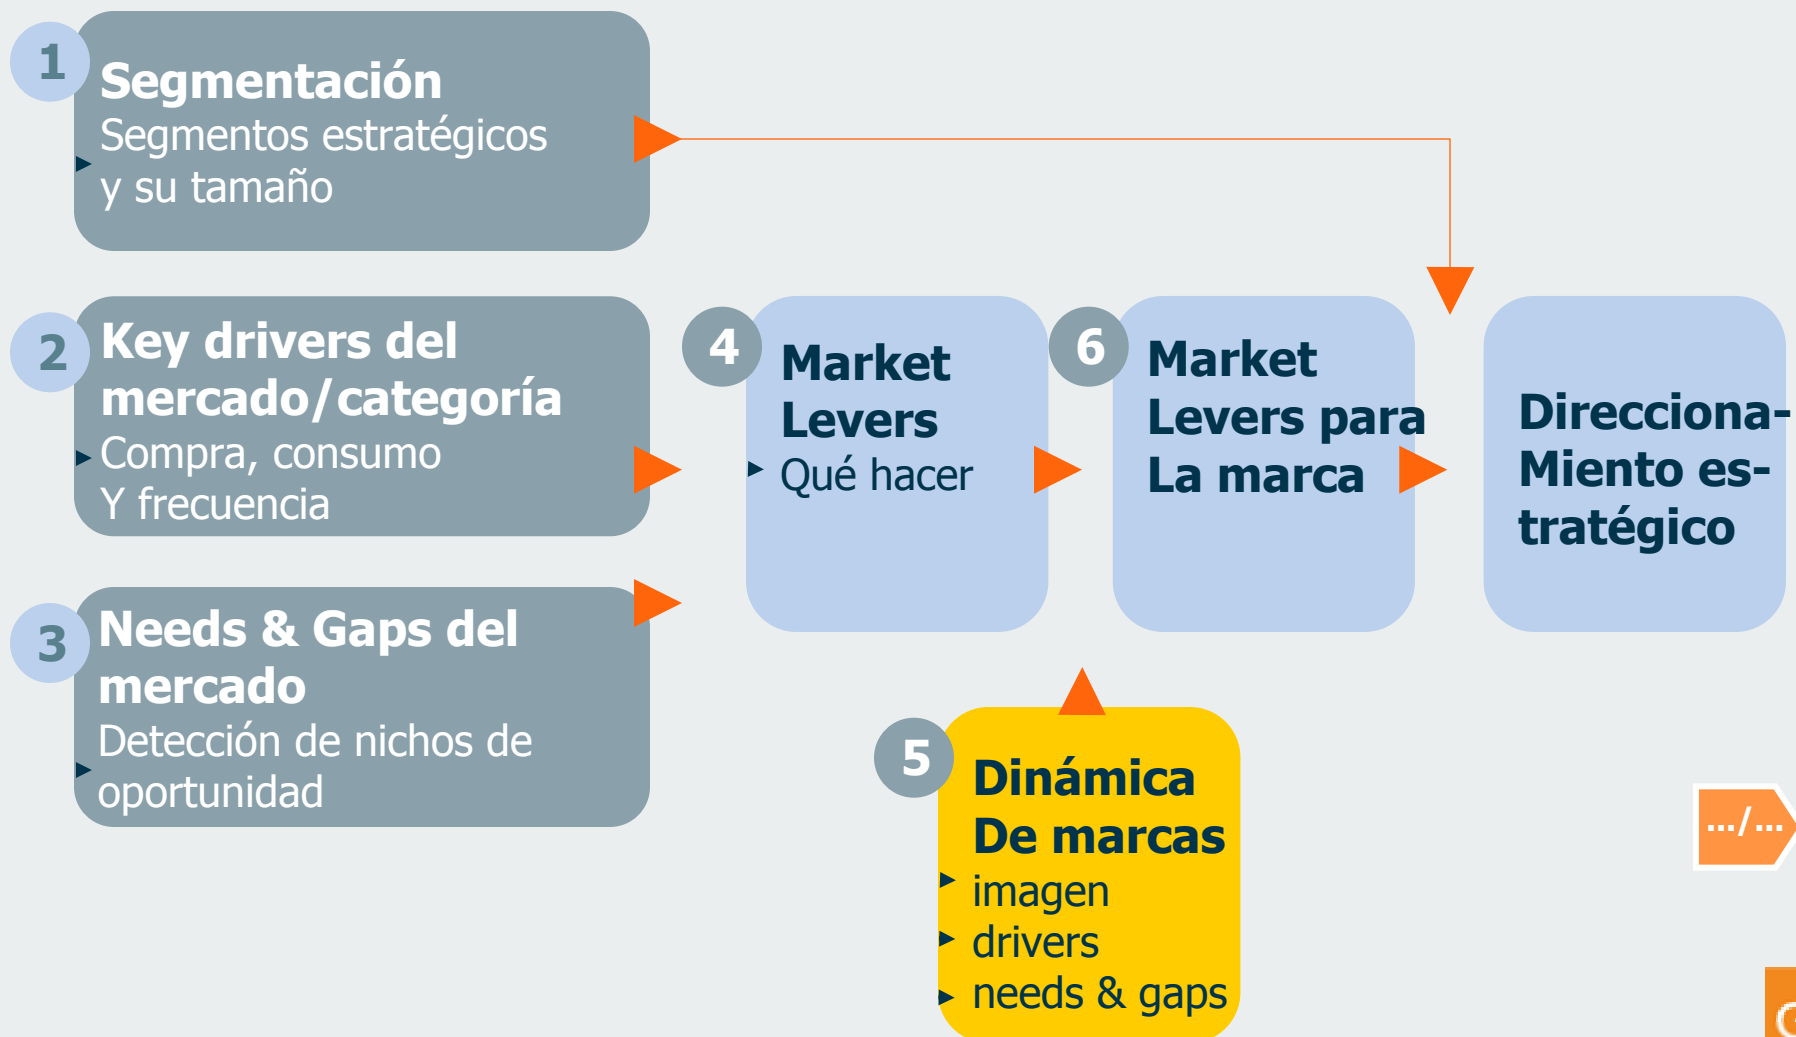 1
Segmentación
Segmentos estratégicos
y su tamaño
2
Key drivers del
mercado/categoría
Compra, consumo
Y frecuencia
3
Needs & Gaps del
mercado
Detección de nichos de
oportunidad
4
Market
Levers
Qué hacer
5
Dinámica
De marcas
imagen
drivers
needs & gaps
6
Market
Levers para
La marca
Direcciona-
Miento es-
tratégico
.../...